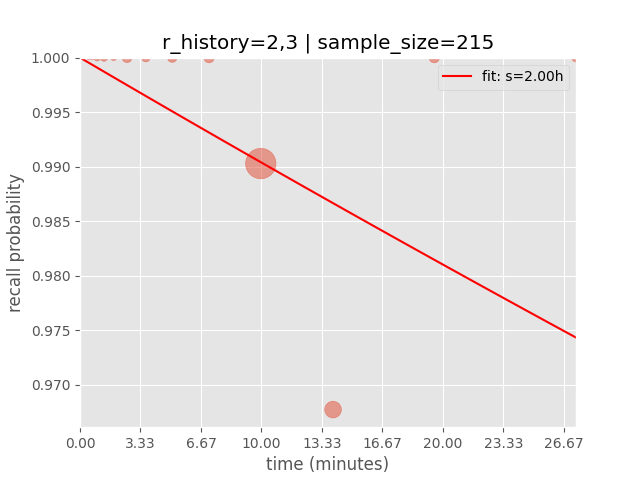 r_history=2,3 | sample_size=215
fit: s=2.00h
recall probability
1.000
0.995
0.990
0.985
0.980
0.975
0.970
0.00 3.33 6.67 10.00 13.33 16.67 20.00 23.33 26.67
time (minutes)